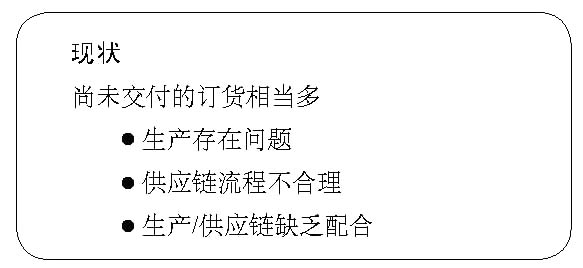 现状
尚未交付的订货相当多
● 生产存在问题
● 供应链流程不合理
● 生产/供应链缺乏配合